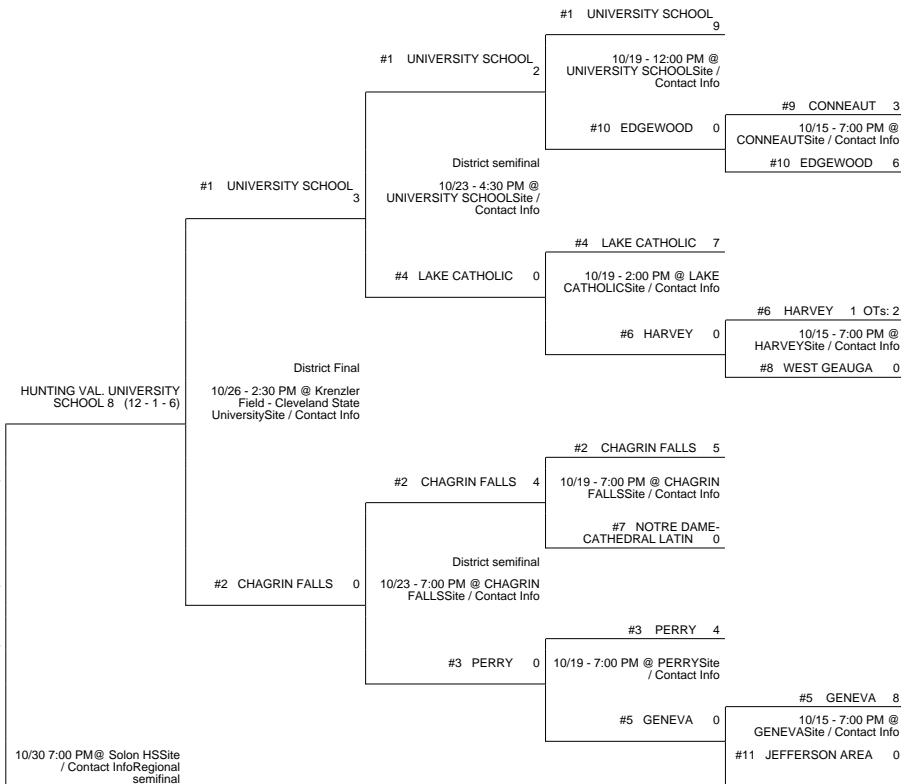 #1 UNIVERSITY SCHOOL
9
10/19 - 12:00 PM @
UNIVERSITY SCHOOLSite /
Contact Info
#1 UNIVERSITY SCHOOL
2
#9 CONNEAUT 3
10/15 - 7:00 PM @
CONNEAUTSite / Contact Info
#10 EDGEWOOD 0
#10 EDGEWOOD 6
District semifinal
10/23 - 4:30 PM @
UNIVERSITY SCHOOLSite /
Contact Info
#1 UNIVERSITY SCHOOL
3
#4 LAKE CATHOLIC 7
10/19 - 2:00 PM @ LAKE
CATHOLICSite / Contact Info
#4 LAKE CATHOLIC 0
#6 HARVEY 1 OTs: 2
10/15 - 7:00 PM @
HARVEYSite / Contact Info
#6 HARVEY 0
#8 WEST GEAUGA 0
District Final
10/26 - 2:30 PM @ Krenzler
Field - Cleveland State
UniversitySite / Contact Info
HUNTING VAL. UNIVERSITY
SCHOOL 8 (12 - 1 - 6)
#2 CHAGRIN FALLS 5
10/19 - 7:00 PM @ CHAGRIN
FALLSSite / Contact Info
#2 CHAGRIN FALLS 4
#7 NOTRE DAME-
CATHEDRAL LATIN 0
District semifinal
10/23 - 7:00 PM @ CHAGRIN
FALLSSite / Contact Info
#2 CHAGRIN FALLS 0
#3 PERRY 4
10/19 - 7:00 PM @ PERRYSite
/ Contact Info
#3 PERRY 0
#5 GENEVA 8
10/15 - 7:00 PM @
GENEVASite / Contact Info
#5 GENEVA 0
#11 JEFFERSON AREA 0
10/30 7:00 PM@ Solon HSSite
/ Contact InfoRegional
semifinal